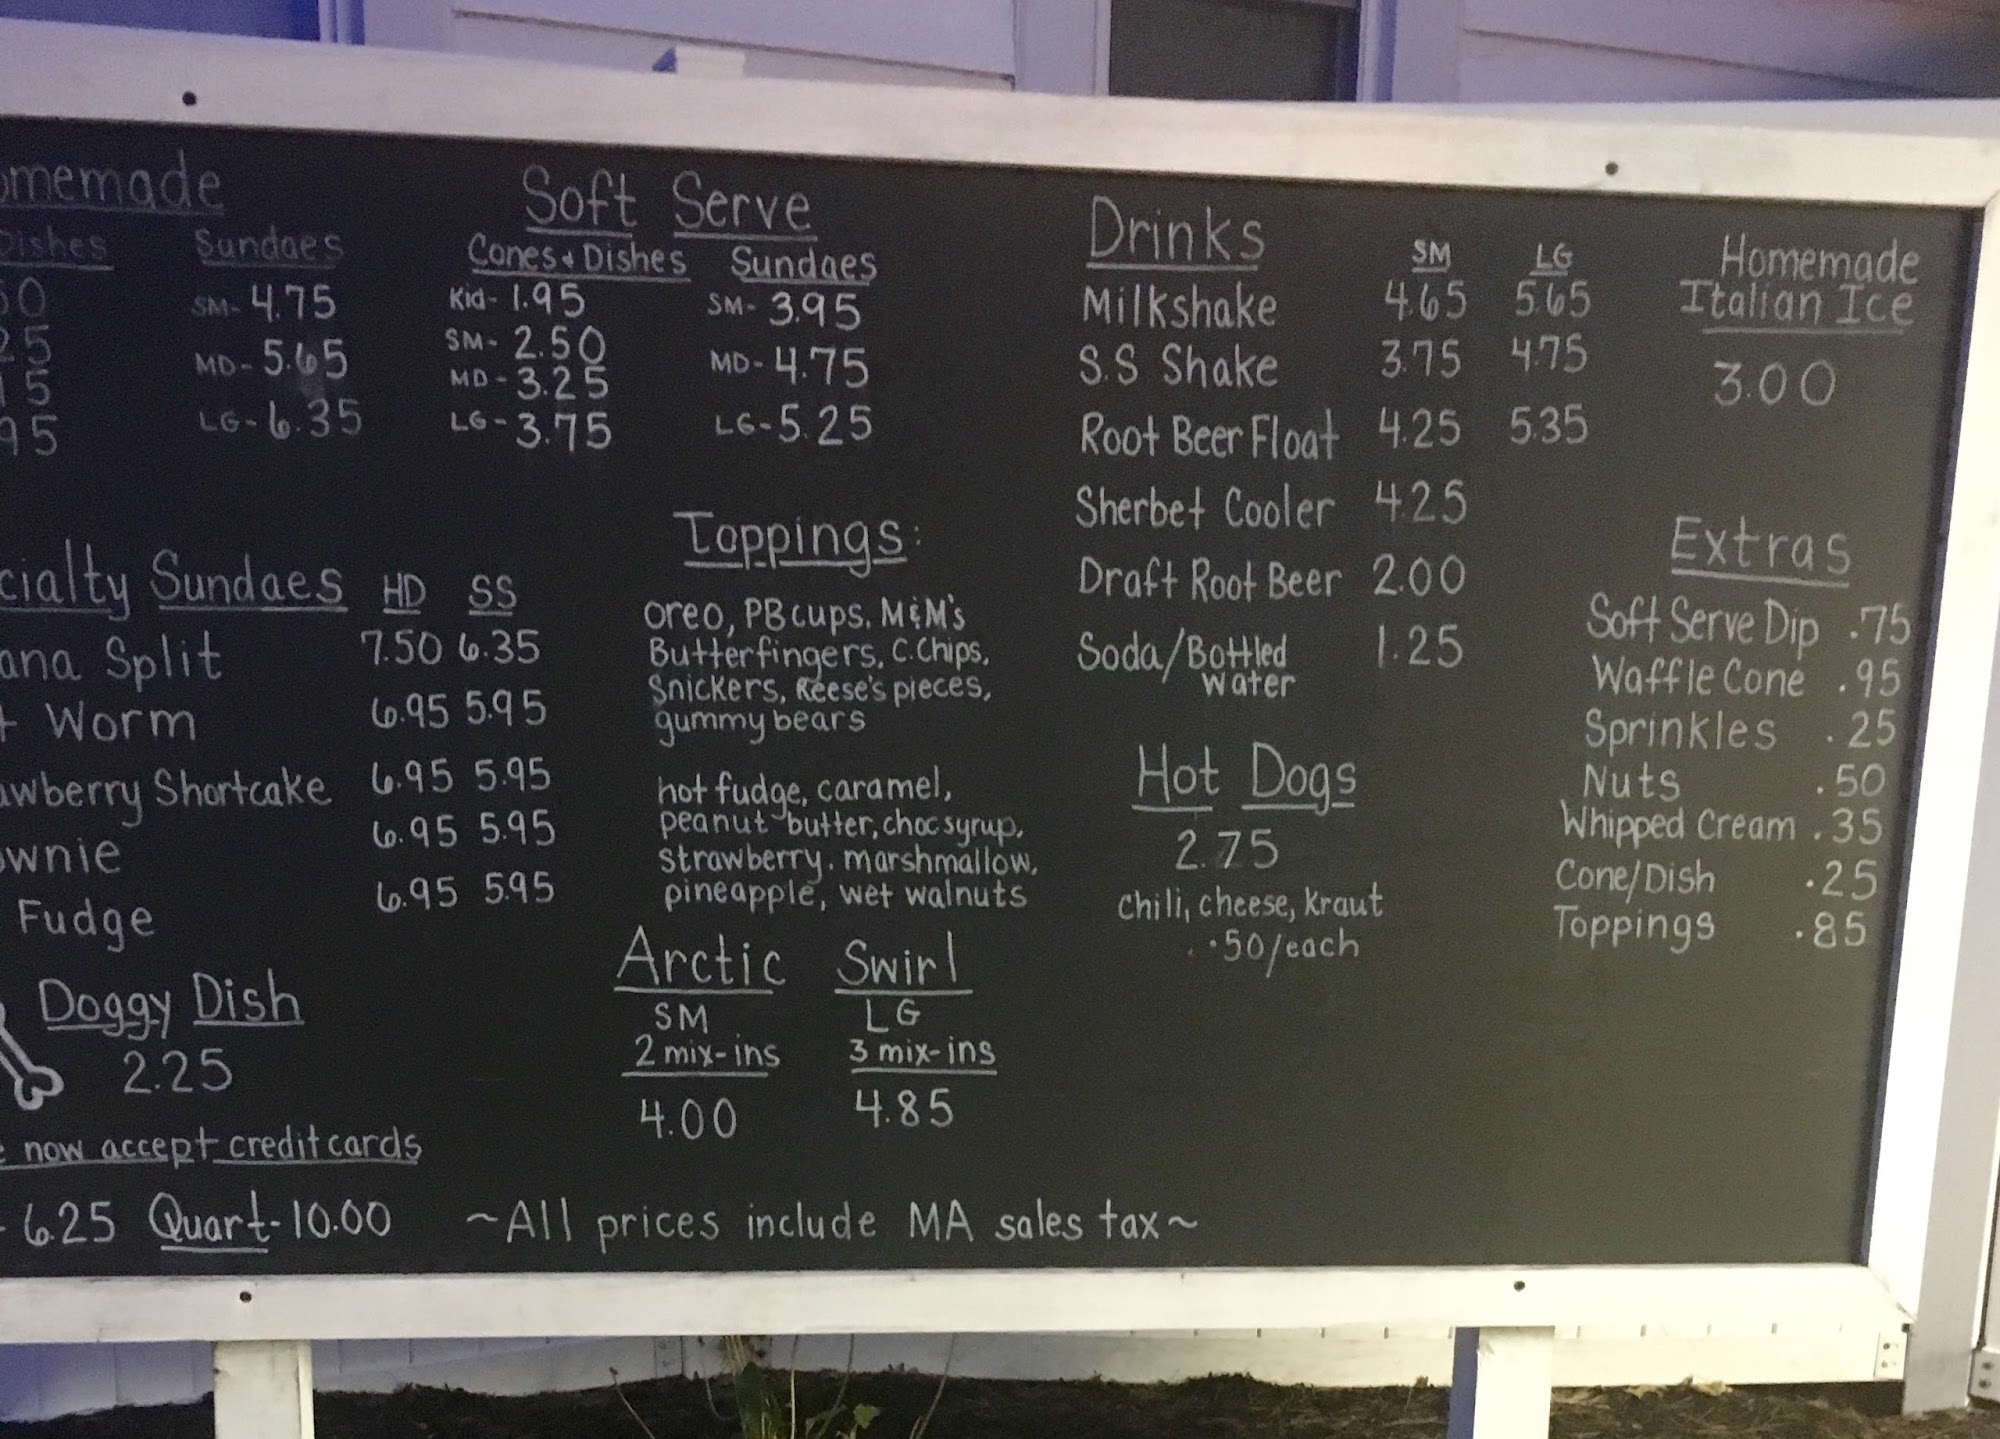 memade
Dishes
Sundaes
SM- 4.75
MD- 5.65
LG- 6.35
Soft Serve
Cones & Dishes
Kid- 1.95
SM- 2.50
MD- 3.25
LG- 3.75
Sundaes
SM- 3.95
MD- 4.75
LG- 5.25
Drinks SM LG
Milkshake 4.65 5.65
S.S Shake 3.75 4.75
Root Beer Float 4.25 5.35
Sherbet Cooler 4.25
Draft Root Beer 2.00
Soda/Bottled 1.25
water
Homemade
Italian Ice
3.00
cialty Sundaes HD SS
ana Split 7.50 6.35
Worm 6.95 5.95
wberry Shortcake 6.95 5.95
ownie 6.95 5.95
Fudge 6.95 5.95
Toppings:
oreo, PB cups, M&M's
Butterfingers, C.Chips,
Snickers, Reese's pieces,
gummy bears
hot fudge, caramel,
peanut butter, choc syrup,
strawberry, marshmallow,
pineapple, wet walnuts
Hot Dogs
2.75
chili, cheese, kraut
.50/each
Extras
Soft Serve Dip .75
Waffle Cone .95
Sprinkles .25
Nuts .50
Whipped Cream .35
Cone/Dish .25
Toppings .85
Doggy Dish
2.25
Arctic Swirl
SM LG
2 mix-ins 3 mix-ins
4.00 4.85
now accept credit cards
6.25 Quart- 10.00
~All prices include MA sales tax~